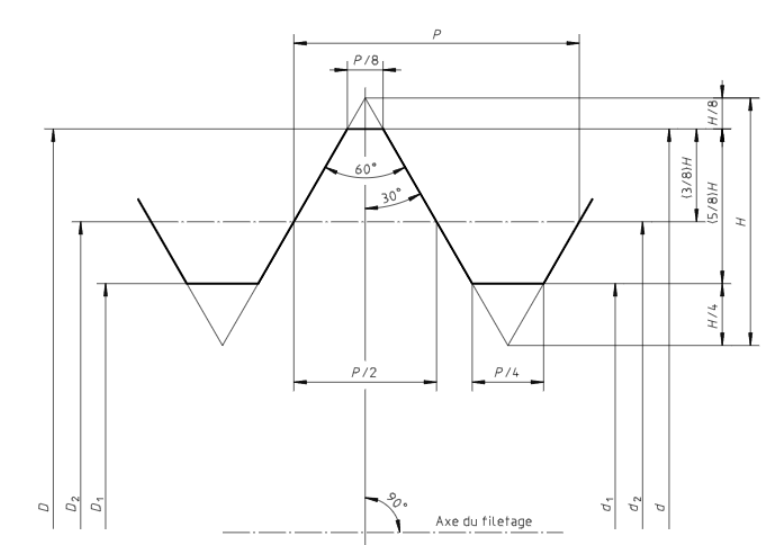 P
P/8
H/8
60°
30°
(3/8)H
(5/8)H
H
H/4
P/2
P/4
D
D₂
D₁
90°
Axe du filetage
d₁
d₂
d